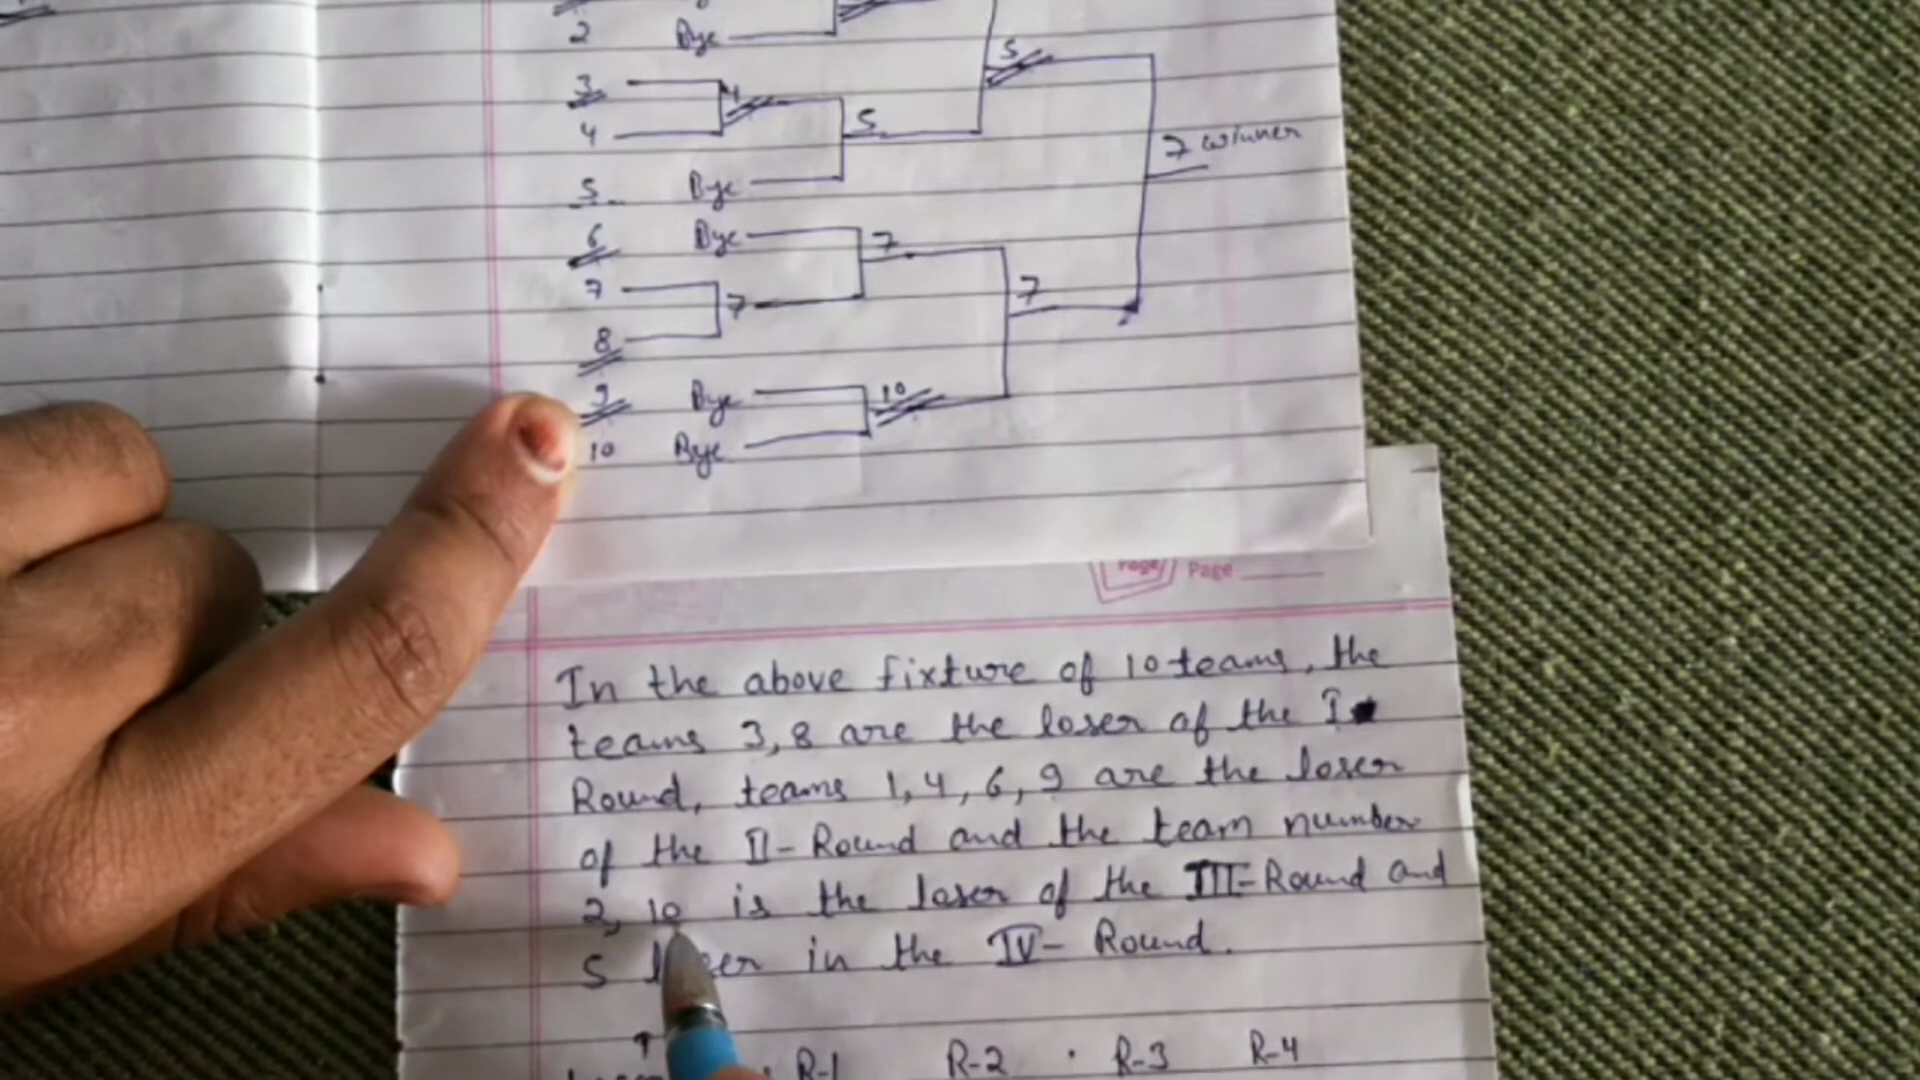 2 Bye
5
3
4
4
5
7 winner
5 Bye
6 Bye
7
7
7
7
8
9 Bye
10
10 Bye
Page Page
In the above fixture of 10 teams, the
teams 3, 8 are the loser of the I
Round, teams 1, 4, 6, 9 are the loser
of the II- Round and the team number
2, 10 is the loser of the III-Round and
5 in the IV- Round.
R-1 R-2 R-3 R-4